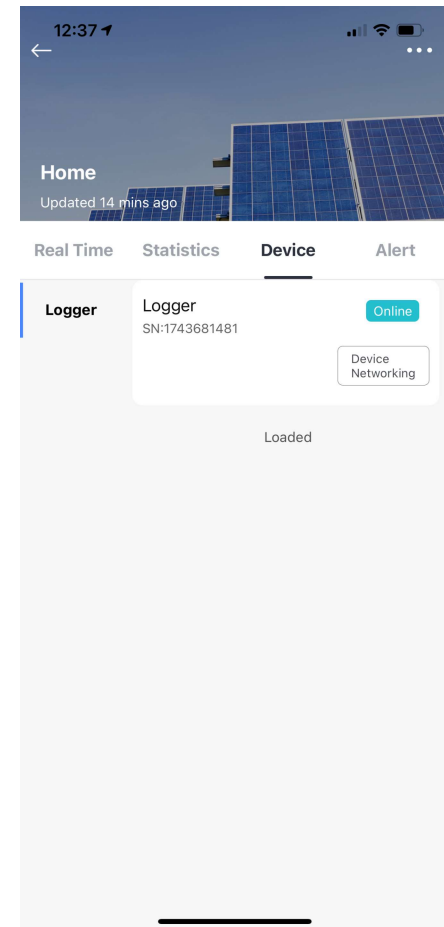 12:37
Home
Updated 14 mins ago
Real Time Statistics Device Alert
Logger
Logger
Online
SN:1743681481
Device
Networking
Loaded